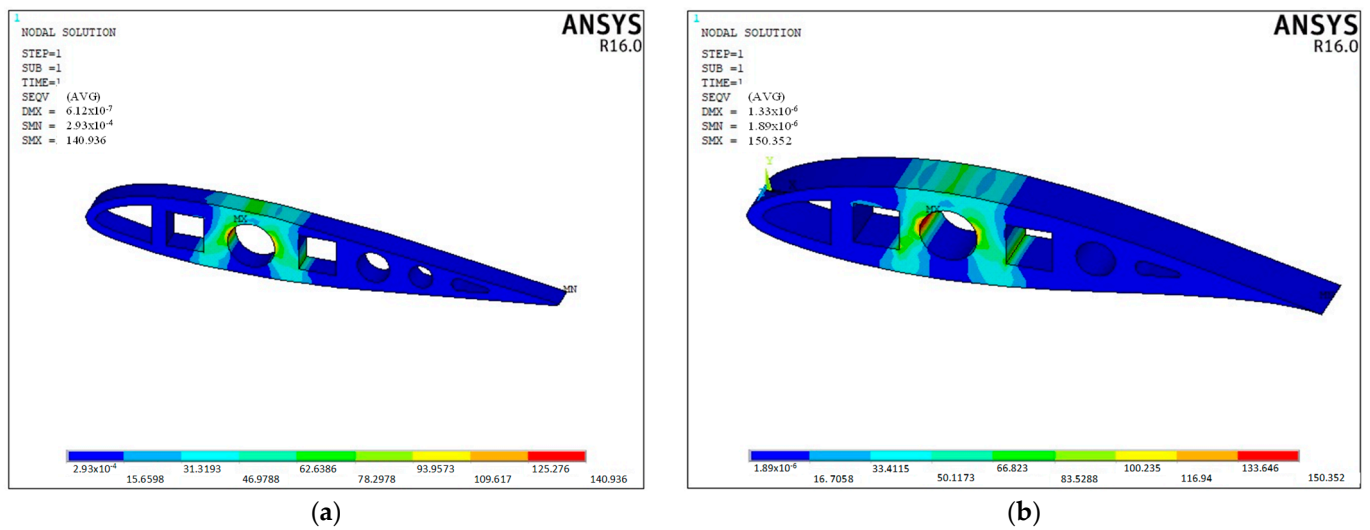 1
NODAL SOLUTION
STEP=1
SUB =1
TIME=1
SEQV (AVG)
DMX = 6.12x10-7
SMN = 2.93x10-4
SMX = 140.936
ANSYS
R16.0
MX
MN
2.93x10-4 31.3193 62.6386 93.9573 125.276
15.6598 46.9788 78.2978 109.617 140.936
(a)
1
NODAL SOLUTION
STEP=1
SUB =1
TIME=1
SEQV (AVG)
DMX = 1.33x10-6
SMN = 1.89x10-6
SMX = 150.352
ANSYS
R16.0
Y
MX
1.89x10-6 33.4115 66.823 100.235 133.646
16.7058 50.1173 83.5288 116.94 150.352
(b)